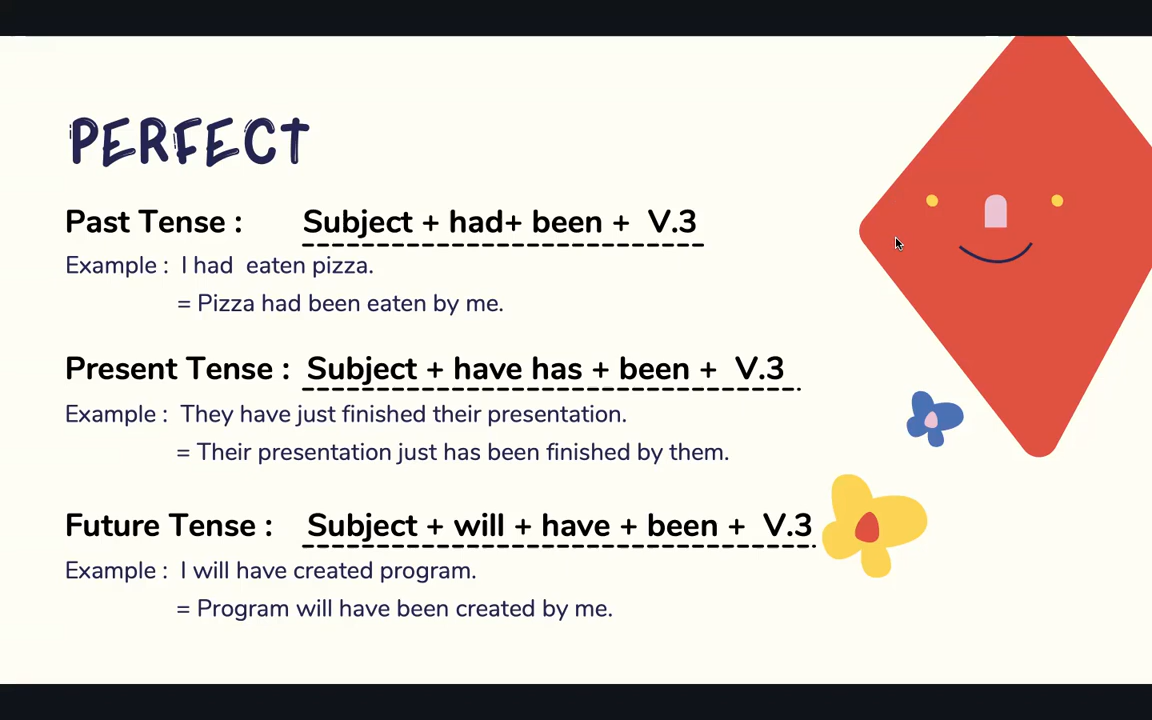 PERFECT
Past Tense : Subject + had+ been + V.3
Example : I had eaten pizza.
= Pizza had been eaten by me.
Present Tense : Subject + have has + been + V.3
Example : They have just finished their presentation.
= Their presentation just has been finished by them.
Future Tense : Subject + will + have + been + V.3
Example : I will have created program.
= Program will have been created by me.